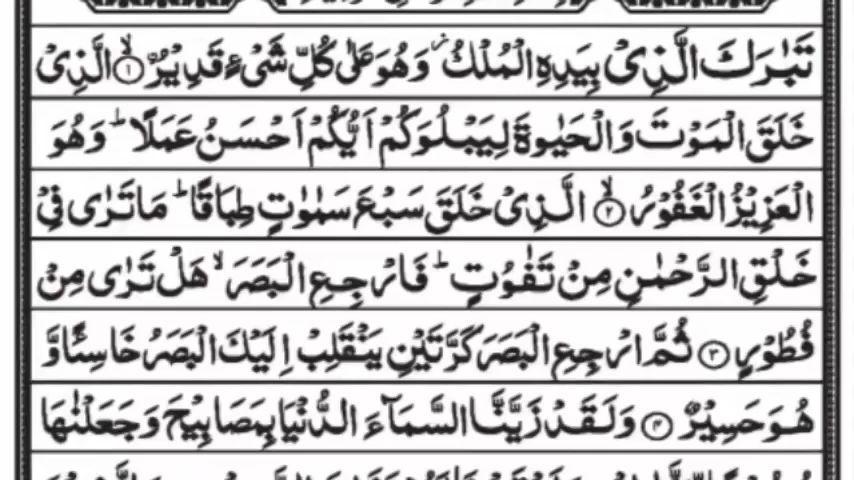 تَبٰرَكَ الَّذِیْ بِیَدِهِ الْمُلْكُ ؗ وَهُوَ عَلٰى كُلِّ شَیْءٍ قَدِیْرُ ۙ۝۱ الَّذِیْ
خَلَقَ الْمَوْتَ وَالْحَیٰوةَ لِیَبْلُوَكُمْ اَیُّكُمْ اَحْسَنُ عَمَلًا ؕ وَهُوَ
الْعَزِیْزُ الْغَفُوْرُ ۙ۝۲ الَّذِیْ خَلَقَ سَبْعَ سَمٰوٰتٍ طِبَاقًا ؕ مَا تَرٰى فِیْ
خَلْقِ الرَّحْمٰنِ مِنْ تَفٰوُتٍ ؕ فَارْجِعِ الْبَصَرَ ۙ هَلْ تَرٰى مِنْ
فُطُوْرٍ ۝۳ ثُمَّ ارْجِعِ الْبَصَرَ كَرَّتَیْنِ یَنْقَلِبْ اِلَیْكَ الْبَصَرُ خَاسِئًا وَّ
هُوَ حَسِیْرٌ ۝۴ وَلَقَدْ زَیَّنَّا السَّمَآءَ الدُّنْیَا بِمَصَابِیْحَ وَجَعَلْنٰهَا